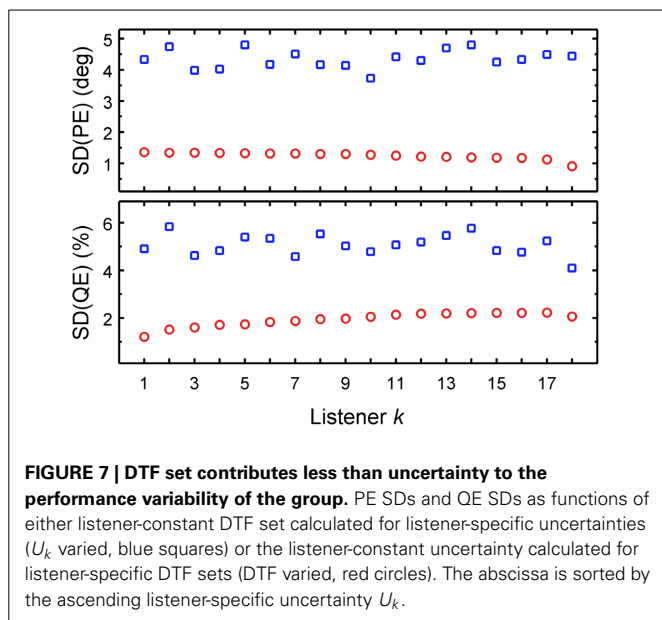 5
4
3
2
1
SD(PE) (deg)
6
4
2
SD(QE) (%)
1 3 5 7 9 11 13 15 17
Listener k
FIGURE 7 | DTF set contributes less than uncertainty to the
performance variability of the group. PE SDs and QE SDs as functions of
either listener-constant DTF set calculated for listener-specific uncertainties
(Uk varied, blue squares) or the listener-constant uncertainty calculated for
listener-specific DTF sets (DTF varied, red circles). The abscissa is sorted by
the ascending listener-specific uncertainty Uk.